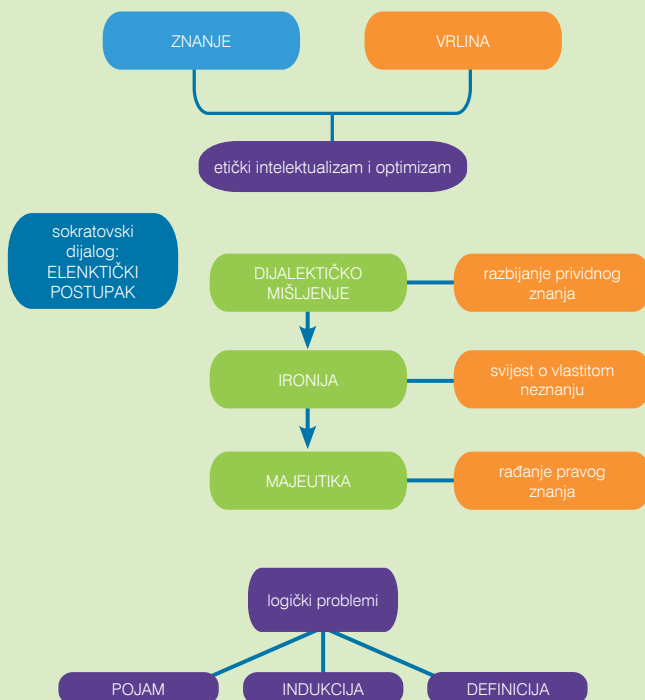 ZNANJE
VRLINA
etički intelektualizam i optimizam
sokratovski
dijalog:
ELENKTIČKI
POSTUPAK
DIJALEKTIČKO
MIŠLJENJE
razbijanje prividnog
znanja
IRONIJA
svijest o vlastitom
neznanju
MAJEUTIKA
rađanje pravog
znanja
logički problemi
POJAM
INDUKCIJA
DEFINICIJA